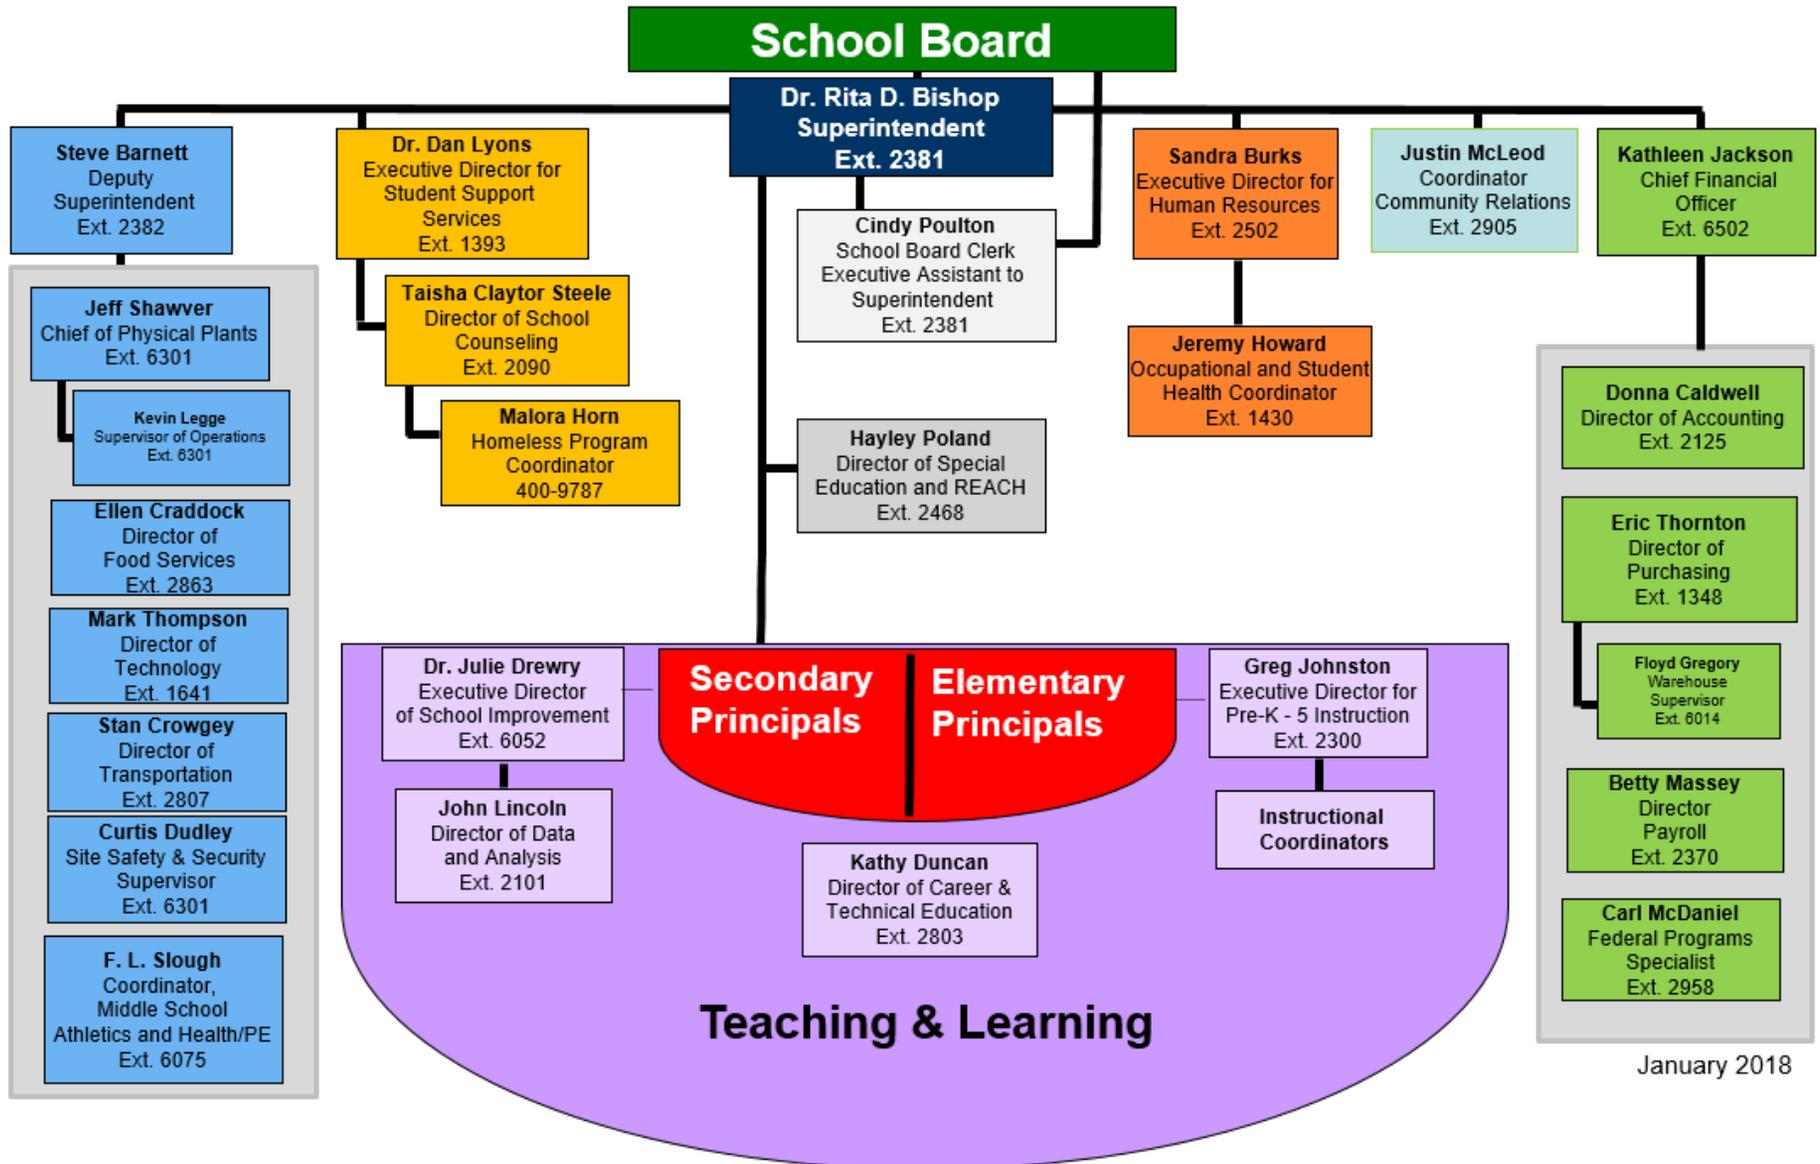 School Board
Dr. Rita D. Bishop
Superintendent
Ext. 2381
Steve Barnett
Deputy
Superintendent
Ext. 2382
Dr. Dan Lyons
Executive Director for
Student Support
Services
Ext. 1393
Sandra Burks
Executive Director for
Human Resources
Ext. 2502
Justin McLeod
Coordinator
Community Relations
Ext. 2905
Kathleen Jackson
Chief Financial
Officer
Ext. 6502
Cindy Poulton
School Board Clerk
Executive Assistant to
Superintendent
Ext. 2381
Jeff Shawver
Chief of Physical Plants
Ext. 6301
Kevin Legge
Supervisor of Operations
Ext. 6301
Ellen Craddock
Director of
Food Services
Ext. 2863
Mark Thompson
Director of
Technology
Ext. 1641
Stan Crowgey
Director of
Transportation
Ext. 2807
Curtis Dudley
Site Safety & Security
Supervisor
Ext. 6301
F. L. Slough
Coordinator,
Middle School
Athletics and Health/PE
Ext. 6075
Taisha Claytor Steele
Director of School
Counseling
Ext. 2090
Malora Horn
Homeless Program
Coordinator
400-9787
Hayley Poland
Director of Special
Education and REACH
Ext. 2468
Jeremy Howard
Occupational and Student
Health Coordinator
Ext. 1430
Donna Caldwell
Director of Accounting
Ext. 2125
Eric Thornton
Director of
Purchasing
Ext. 1348
Floyd Gregory
Warehouse
Supervisor
Ext. 6014
Betty Massey
Director
Payroll
Ext. 2370
Carl McDaniel
Federal Programs
Specialist
Ext. 2958
Dr. Julie Drewry
Executive Director
of School Improvement
Ext. 6052
John Lincoln
Director of Data
and Analysis
Ext. 2101
Secondary
Principals
Elementary
Principals
Greg Johnston
Executive Director for
Pre-K - 5 Instruction
Ext. 2300
Instructional
Coordinators
Kathy Duncan
Director of Career &
Technical Education
Ext. 2803
Teaching & Learning
January 2018